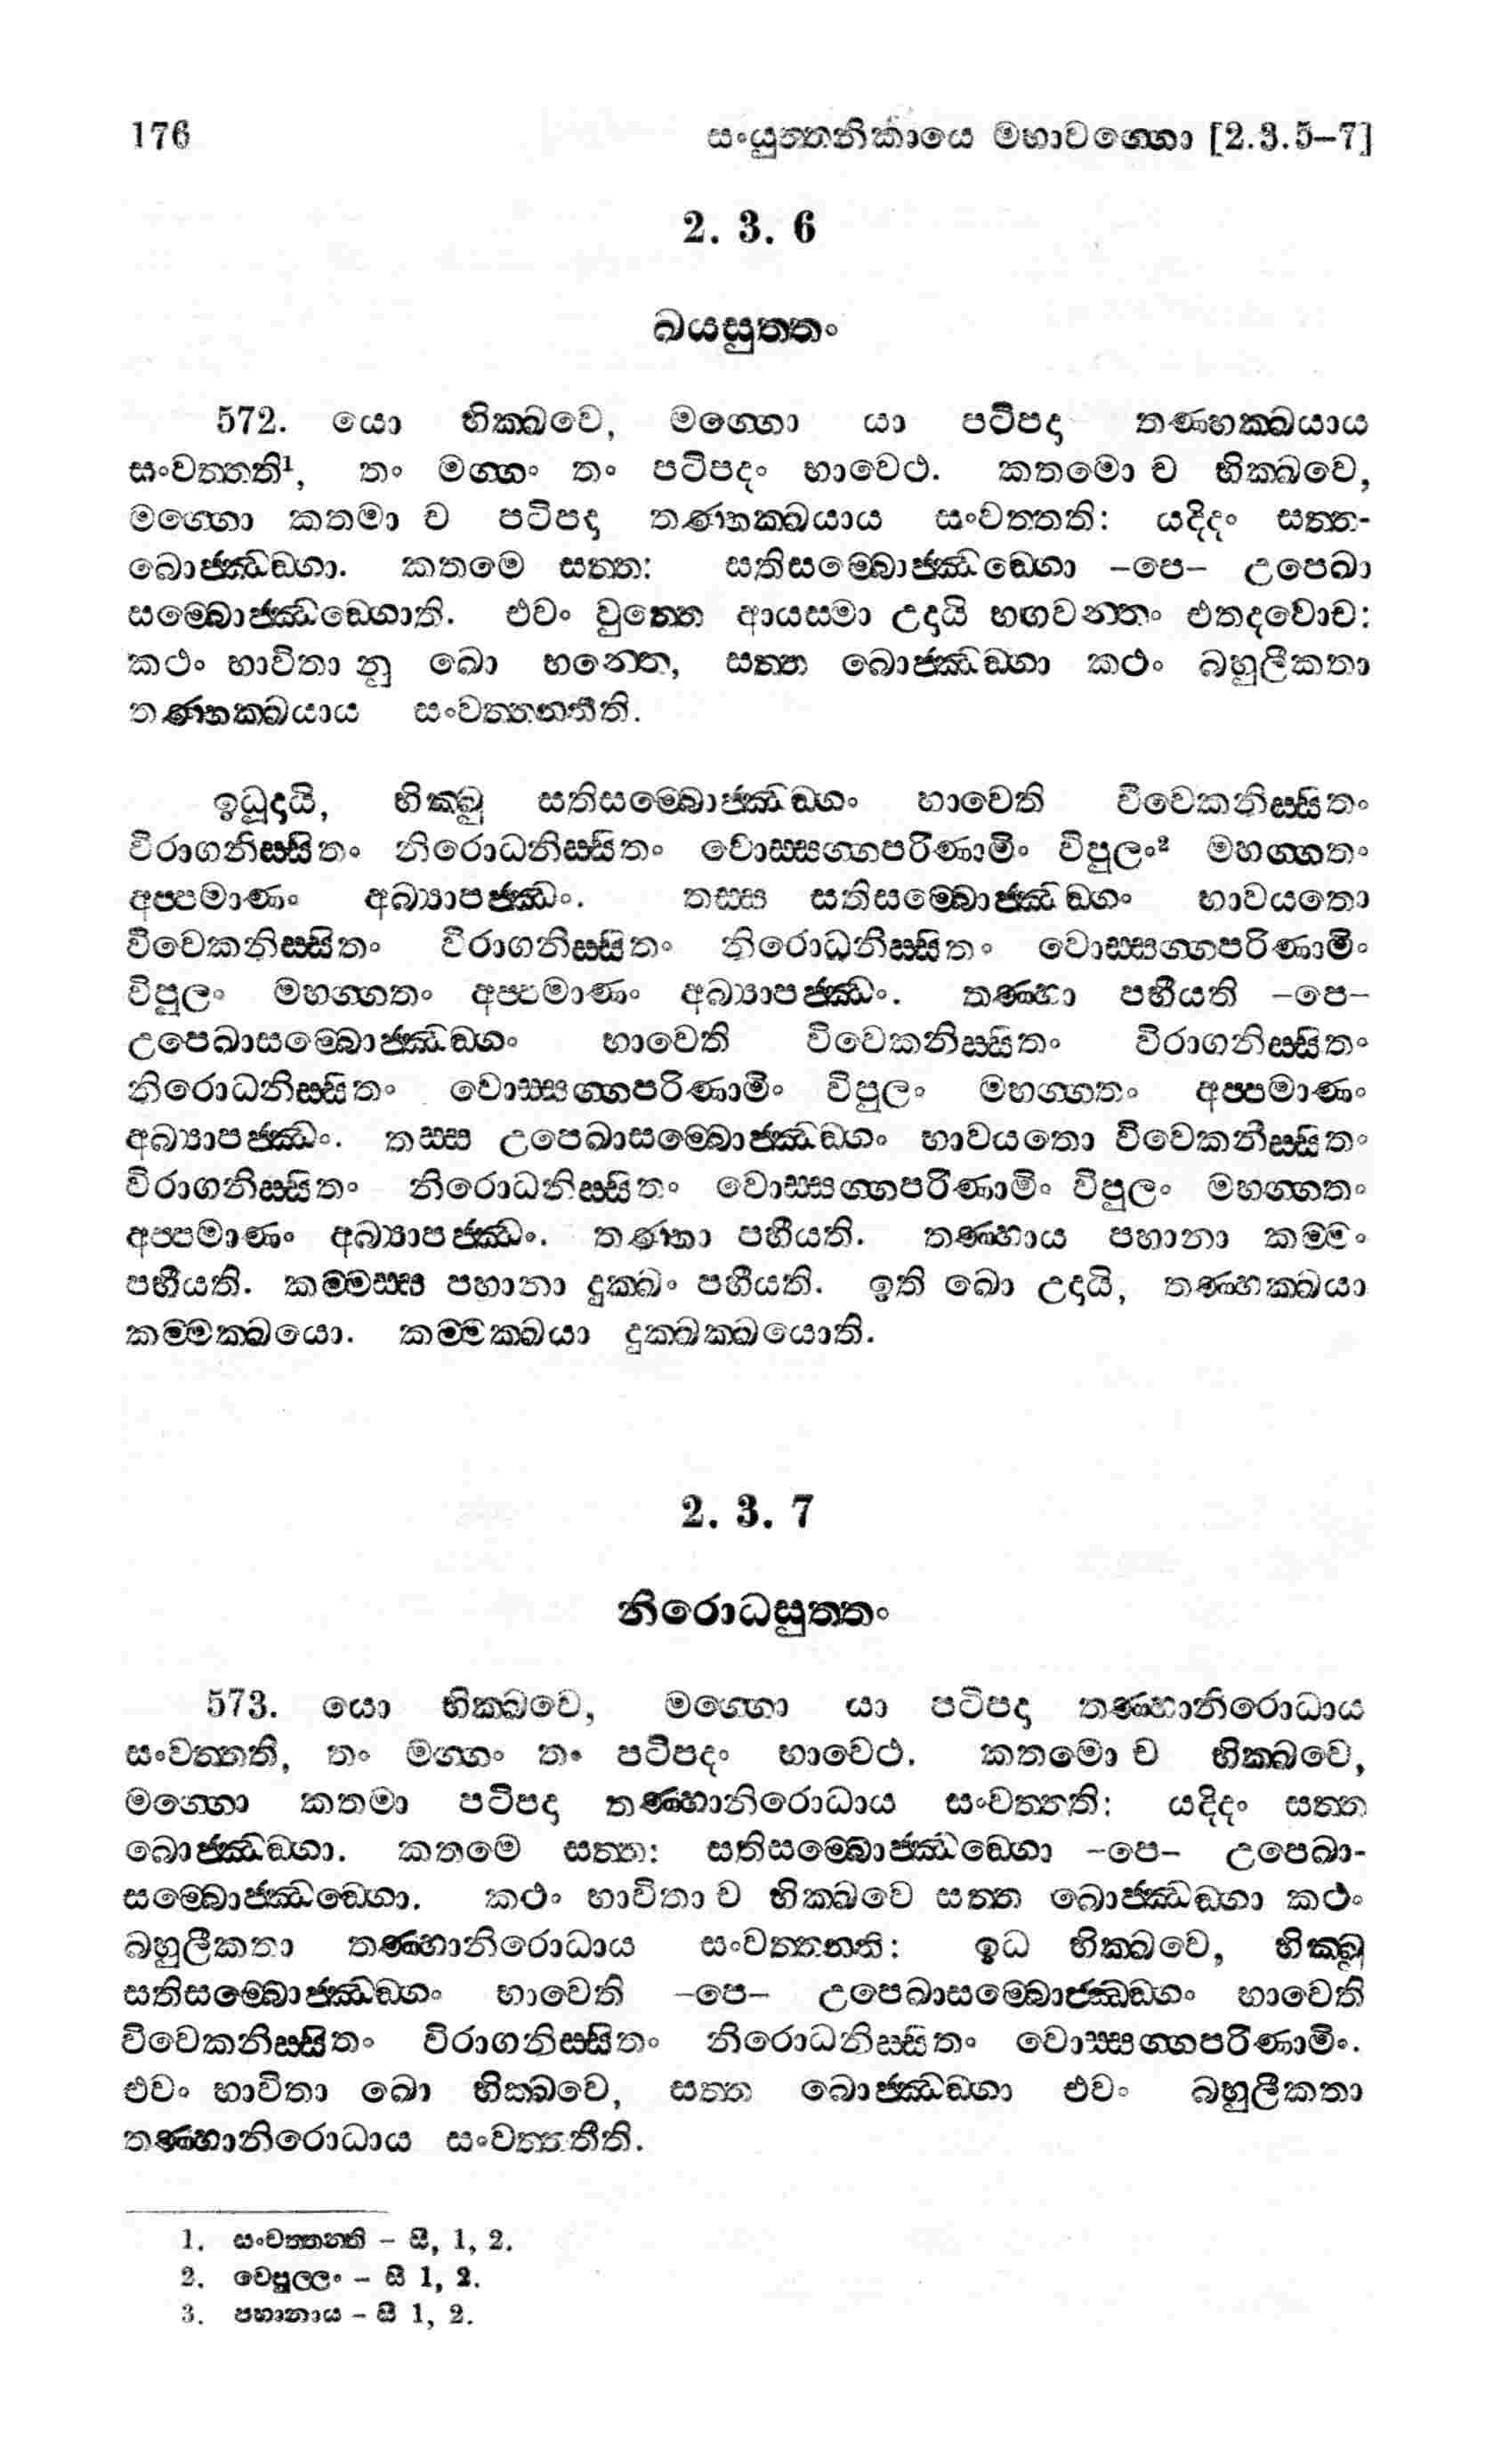 176
සංයුත්තනිකායෙ මහාවග්ගො [2.3.5–7]
2. 3. 6
ඛයසුත්තං
572. යො භික්ඛවෙ, මග්ගො යා පටිපදා තණ්හක්ඛයාය
සංවත්තති¹, තං මග්ගං තං පටිපදං භාවෙථ. කතමො ච භික්ඛවෙ,
මග්ගො කතමා ච පටිපදා තණ්හක්ඛයාය සංවත්තති: යදිදං සත්ත-
බොජ්ඣඞ්ගා. කතමෙ සත්ත: සතිසම්බොජ්ඣඞ්ගො –පෙ– උපෙඛා
සම්බොජ්ඣඞ්ගොති. එවං වුත්තෙ ආයස්මා උදායි භගවන්තං එතදවොච:
කථං භාවිතා නු ඛො භන්තෙ, සත්ත බොජ්ඣඞ්ගා කථං බහුලීකතා
තණ්හක්ඛයාය සංවත්තන්තීති.
ඉධුදායි, භික්ඛු සතිසම්බොජ්ඣඞ්ගං භාවෙති විවෙකනිස්සිතං
විරාගනිස්සිතං නිරොධනිස්සිතං වොස්සග්ගපරිණාමිං විපුලං² මහග්ගතං
අප්පමාණං අබ්‍යාපජ්ඣං. තස්ස සතිසම්බොජ්ඣඞ්ගං භාවයතො
විවෙකනිස්සිතං විරාගනිස්සිතං නිරොධනිස්සිතං වොස්සග්ගපරිණාමිං
විපුලං මහග්ගතං අප්පමාණං අබ්‍යාපජ්ඣං. තණ්හා පහීයති –පෙ–
උපෙඛාසම්බොජ්ඣඞ්ගං භාවෙති විවෙකනිස්සිතං විරාගනිස්සිතං
නිරොධනිස්සිතං වොස්සග්ගපරිණාමිං විපුලං මහග්ගතං අප්පමාණං
අබ්‍යාපජ්ඣං. තස්ස උපෙඛාසම්බොජ්ඣඞ්ගං භාවයතො විවෙකනිස්සිතං
විරාගනිස්සිතං නිරොධනිස්සිතං වොස්සග්ගපරිණාමිං විපුලං මහග්ගතං
අප්පමාණං අබ්‍යාපජ්ඣං. තණ්හා පහීයති. තණ්හාය පහානා කම්මං
පහීයති. කම්මස්ස පහානා දුක්ඛං පහීයති. ඉති ඛො උදායි, තණ්හක්ඛයා
කම්මක්ඛයො. කම්මක්ඛයා දුක්ඛක්ඛයොති.
2. 3. 7
නිරොධසුත්තං
573. යො භික්ඛවෙ, මග්ගො යා පටිපදා තණ්හානිරොධාය
සංවත්තති, තං මග්ගං තං පටිපදං භාවෙථ. කතමො ච භික්ඛවෙ,
මග්ගො කතමා පටිපදා තණ්හානිරොධාය සංවත්තති: යදිදං සත්ත
බොජ්ඣඞ්ගා. කතමෙ සත්ත: සතිසම්බොජ්ඣඞ්ගො –පෙ– උපෙඛා-
සම්බොජ්ඣඞ්ගො. කථං භාවිතා ච භික්ඛවෙ සත්ත බොජ්ඣඞ්ගා කථං
බහුලීකතා තණ්හානිරොධාය සංවත්තන්ති: ඉධ භික්ඛවෙ, භික්ඛු
සතිසම්බොජ්ඣඞ්ගං භාවෙති –පෙ– උපෙඛාසම්බොජ්ඣඞ්ගං භාවෙති
විවෙකනිස්සිතං විරාගනිස්සිතං නිරොධනිස්සිතං වොස්සග්ගපරිණාමිං.
එවං භාවිතා ඛො භික්ඛවෙ, සත්ත බොජ්ඣඞ්ගා එවං බහුලීකතා
තණ්හානිරොධාය සංවත්තතීති.
1. සංවත්තන්ති – සී, 1, 2.
2. වෙපුල්ලං – සී 1, 2.
3. පහානාය – සී 1, 2.